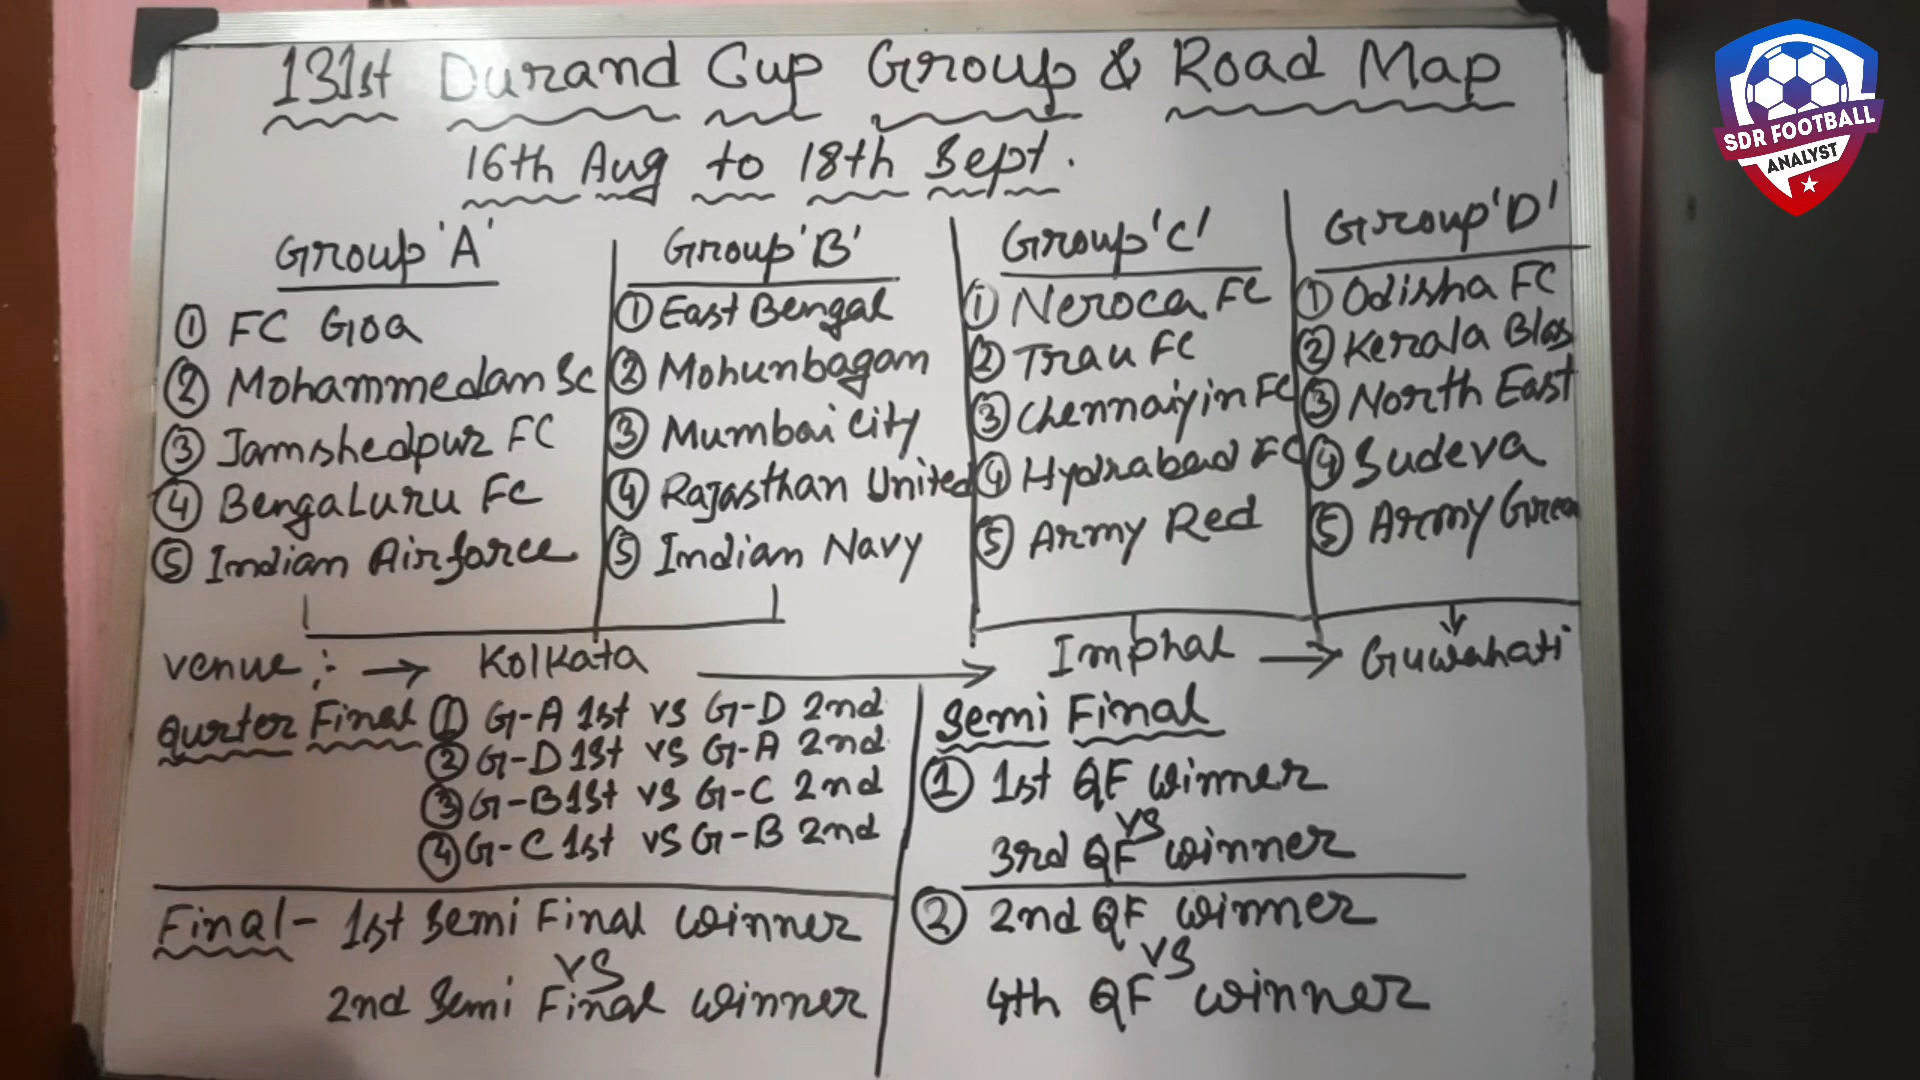 131st Durand Cup Group & Road Map
16th Aug to 18th Sept.
Group 'A'
① FC Goa
② Mohammedan Sc
③ Jamshedpur FC
④ BengaLuru FC
⑤ Indian Airforce
Group 'B'
① East Bengal
② Mohunbagan
③ Mumbai City
④ Rajasthan United
⑤ Indian Navy
Group 'C'
① Neroca FC
② Trau FC
③ Chennaiyin FC
④ Hydrabad FC
⑤ Army Red
Group 'D'
① Odisha FC
② Kerala Blas
③ North East
④ Sudeva
⑤ Army Green
venue :- → Kolkata → Imphal → Guwahati
Qurter Final ① G-A 1st vs G-D 2nd
② G-D 1st vs G-A 2nd
③ G-B 1st vs G-C 2nd
④ G-C 1st vs G-B 2nd
Semi Final
① 1st QF winner
vs
3rd QF winner
② 2nd QF winner
vs
4th QF winner
Final - 1st Semi Final winner
vs
2nd Semi Final winner
SDR FOOTBALL
ANALYST